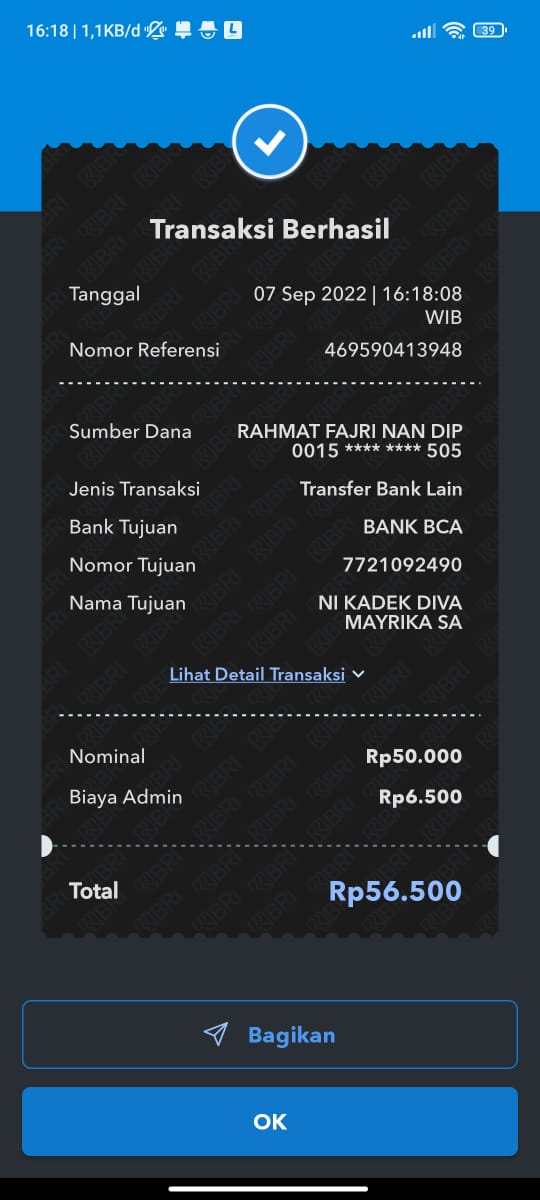 16:18 | 1,1KB/d
39
Transaksi Berhasil
Tanggal 07 Sep 2022 | 16:18:08
WIB
Nomor Referensi 469590413948
Sumber Dana RAHMAT FAJRI NAN DIP
0015 **** **** 505
Jenis Transaksi Transfer Bank Lain
Bank Tujuan BANK BCA
Nomor Tujuan 7721092490
Nama Tujuan NI KADEK DIVA
MAYRIKA SA
Lihat Detail Transaksi
Nominal Rp50.000
Biaya Admin Rp6.500
Total Rp56.500
Bagikan
OK